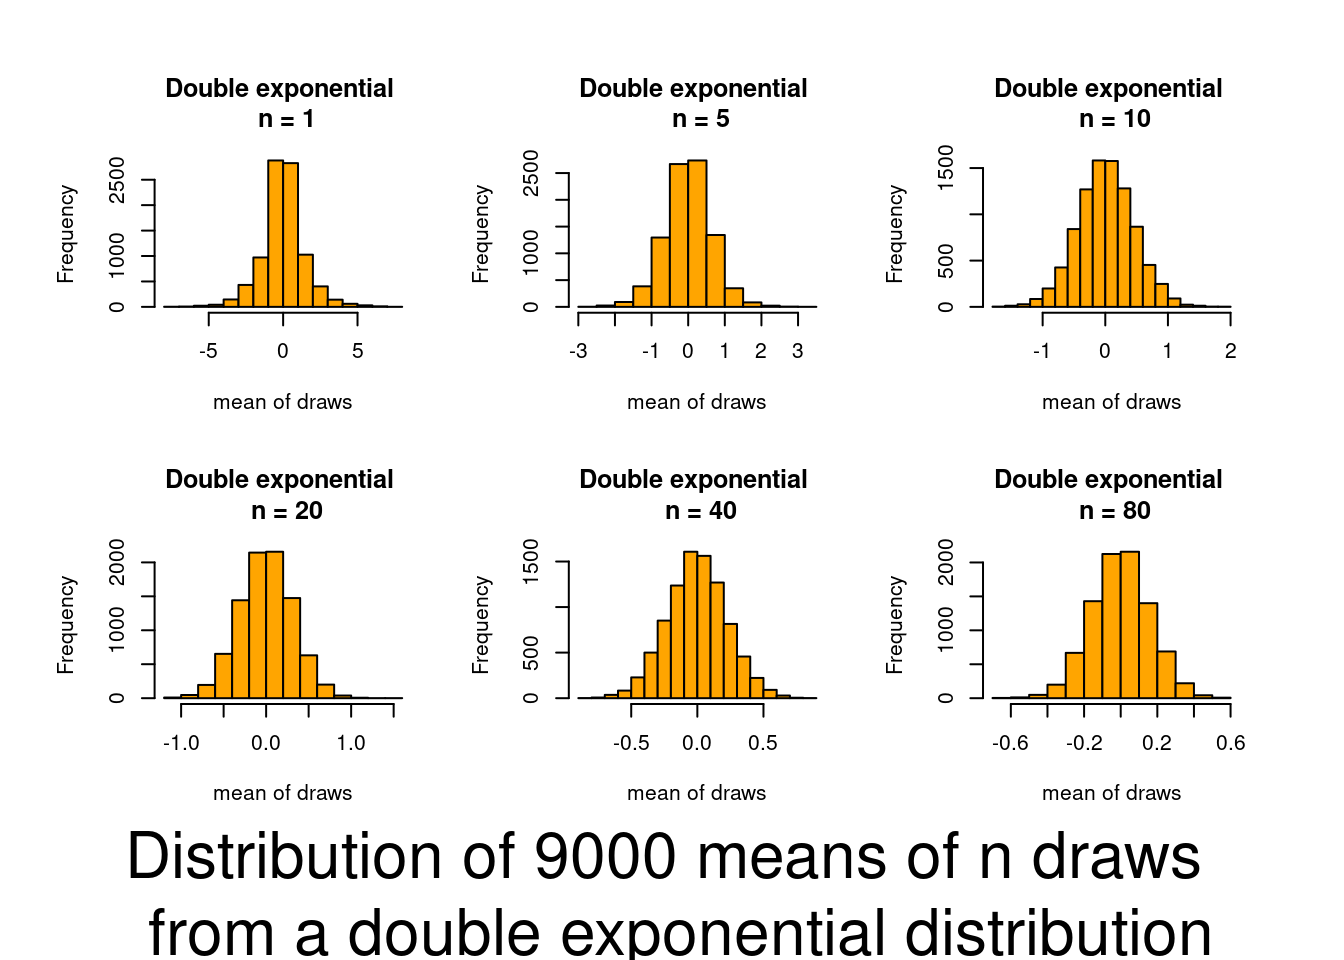 Double exponential
n = 1
Frequency
0 1000 2500
-5 0 5
mean of draws
Double exponential
n = 5
Frequency
0 1000 2500
-3 -1 0 1 2 3
mean of draws
Double exponential
n = 10
Frequency
0 500 1500
-1 0 1 2
mean of draws
Double exponential
n = 20
Frequency
0 1000 2000
-1.0 0.0 1.0
mean of draws
Double exponential
n = 40
Frequency
0 500 1500
-0.5 0.0 0.5
mean of draws
Double exponential
n = 80
Frequency
0 1000 2000
-0.6 -0.2 0.2 0.6
mean of draws
Distribution of 9000 means of n draws
from a double exponential distribution